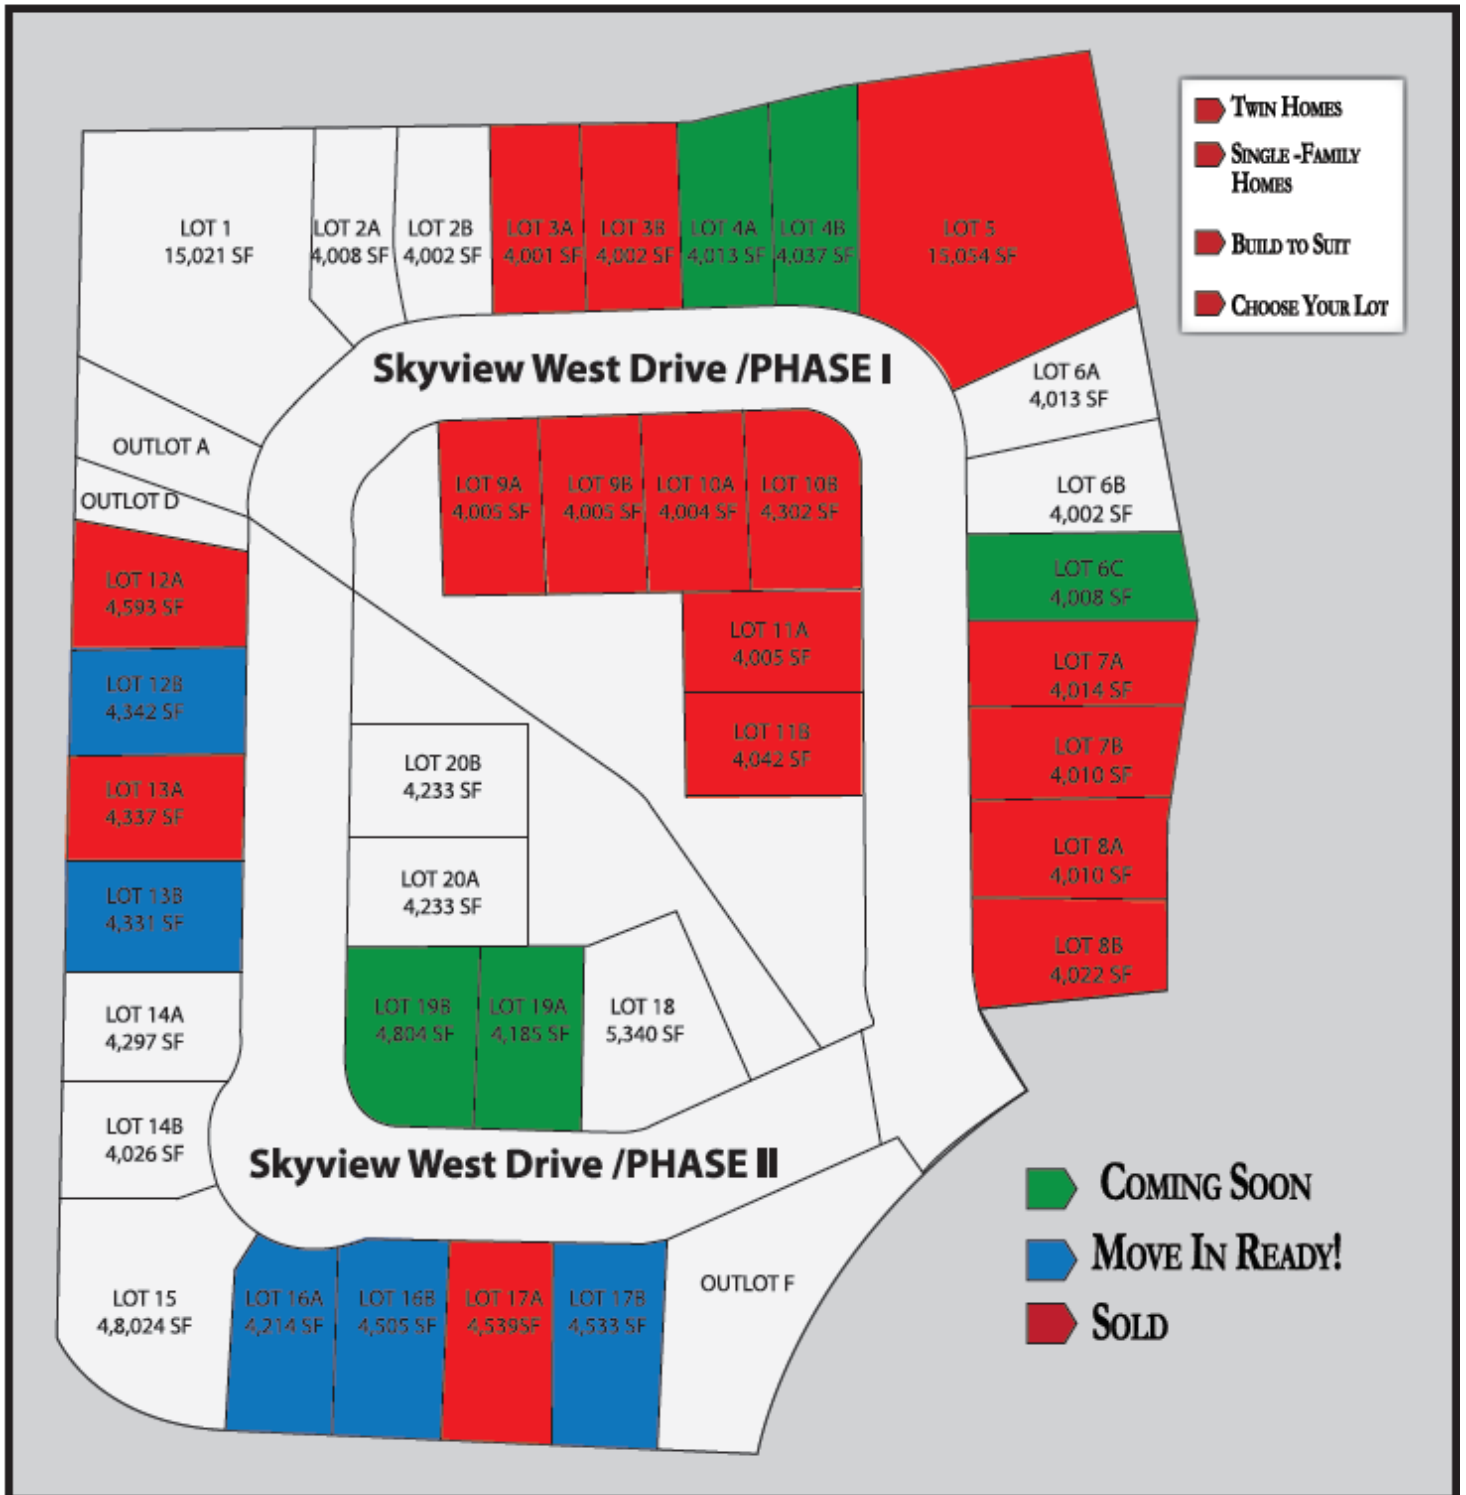 LOT 1
15,021 SF
LOT 2A
4,008 SF
LOT 2B
4,002 SF
LOT 3A
4,001 SF
LOT 3B
4,002 SF
LOT 4A
4,013 SF
LOT 4B
4,037 SF
LOT 5
15,054 SF
TWIN HOMES
SINGLE -FAMILY
HOMES
BUILD TO SUIT
CHOOSE YOUR LOT
Skyview West Drive /PHASE I
LOT 6A
4,013 SF
OUTLOT A
OUTLOT D
LOT 9A
4,005 SF
LOT 9B
4,005 SF
LOT 10A
4,004 SF
LOT 10B
4,302 SF
LOT 6B
4,002 SF
LOT 12A
4,593 SF
LOT 6C
4,008 SF
LOT 11A
4,005 SF
LOT 7A
4,014 SF
LOT 12B
4,342 SF
LOT 11B
4,042 SF
LOT 7B
4,010 SF
LOT 20B
4,233 SF
LOT 13A
4,337 SF
LOT 8A
4,010 SF
LOT 20A
4,233 SF
LOT 13B
4,331 SF
LOT 8B
4,022 SF
LOT 14A
4,297 SF
LOT 19B
4,804 SF
LOT 19A
4,185 SF
LOT 18
5,340 SF
LOT 14B
4,026 SF
Skyview West Drive /PHASE II
COMING SOON
MOVE IN READY!
SOLD
LOT 15
4,8,024 SF
LOT 16A
4,214 SF
LOT 16B
4,505 SF
LOT 17A
4,539SF
LOT 17B
4,533 SF
OUTLOT F